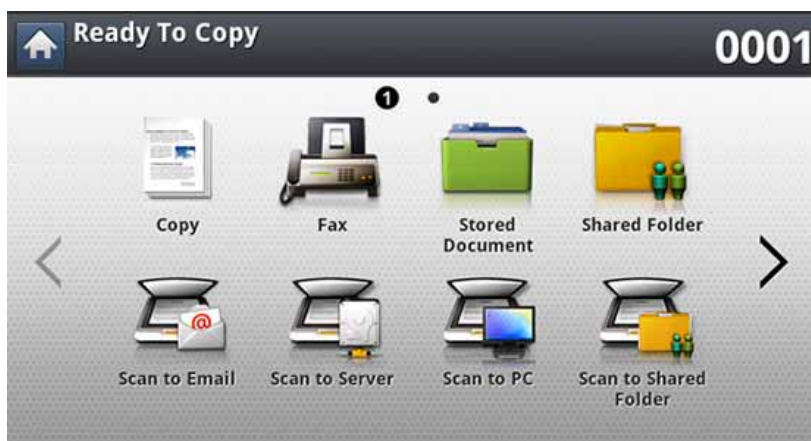 Ready To Copy
0001
1
Copy
Fax
Stored
Document
Shared Folder
@
Scan to Email
Scan to Server
Scan to PC
Scan to Shared
Folder